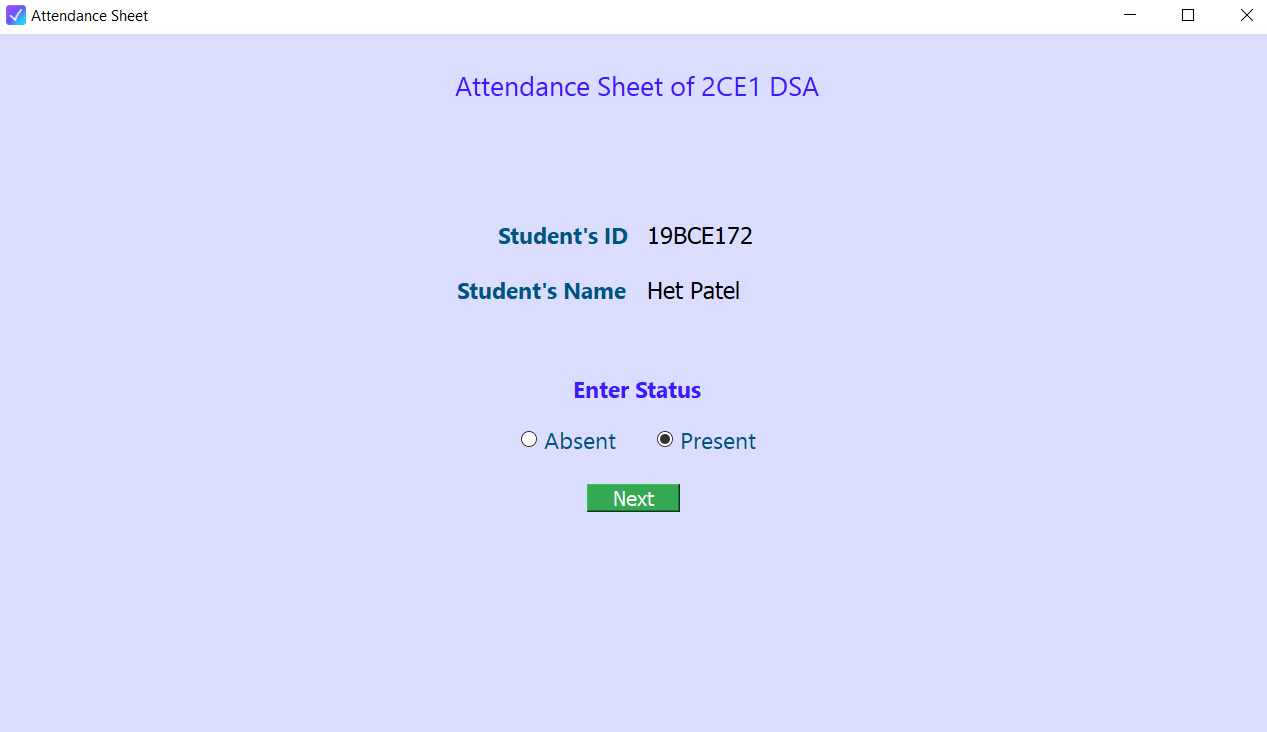 Attendance Sheet
Attendance Sheet of 2CE1 DSA
Student's ID 19BCE172
Student's Name Het Patel
Enter Status
Absent Present
Next